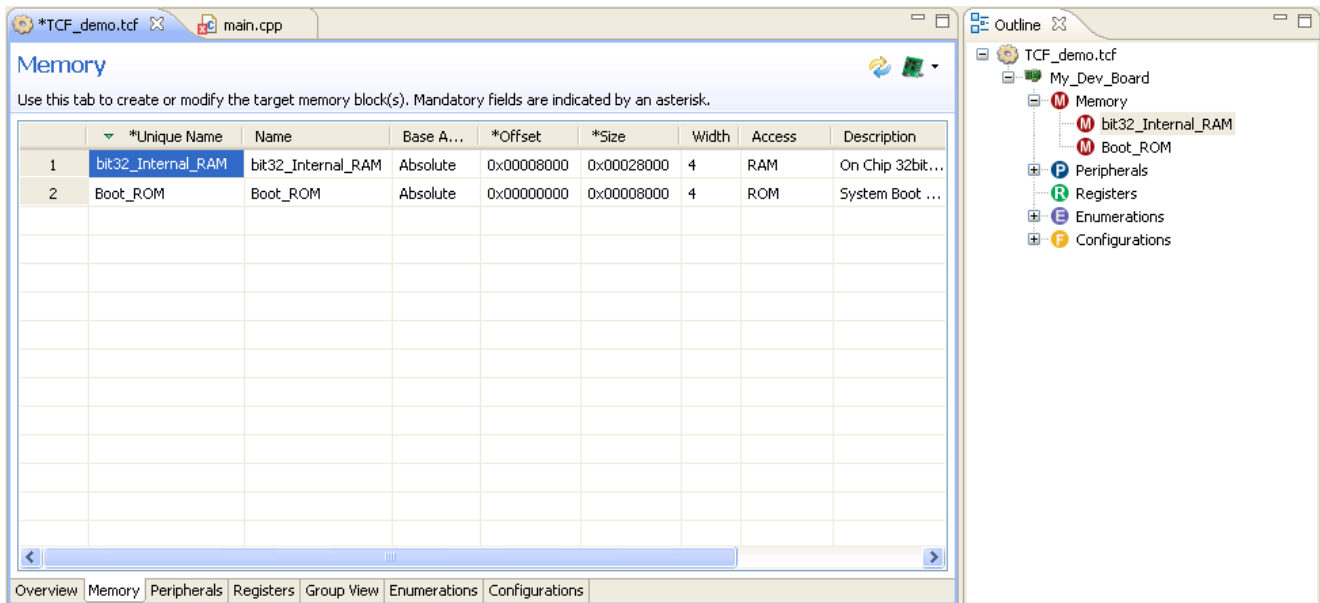 *TCF_demo.tcf main.cpp
Memory
Use this tab to create or modify the target memory block(s). Mandatory fields are indicated by an asterisk.
*Unique Name Name Base A... *Offset *Size Width Access Description
1 bit32_Internal_RAM bit32_Internal_RAM Absolute 0x00008000 0x00028000 4 RAM On Chip 32bit...
2 Boot_ROM Boot_ROM Absolute 0x00000000 0x00008000 4 ROM System Boot ...
Overview Memory Peripherals Registers Group View Enumerations Configurations
Outline
TCF_demo.tcf
My_Dev_Board
M Memory
M bit32_Internal_RAM
M Boot_ROM
P Peripherals
R Registers
E Enumerations
F Configurations